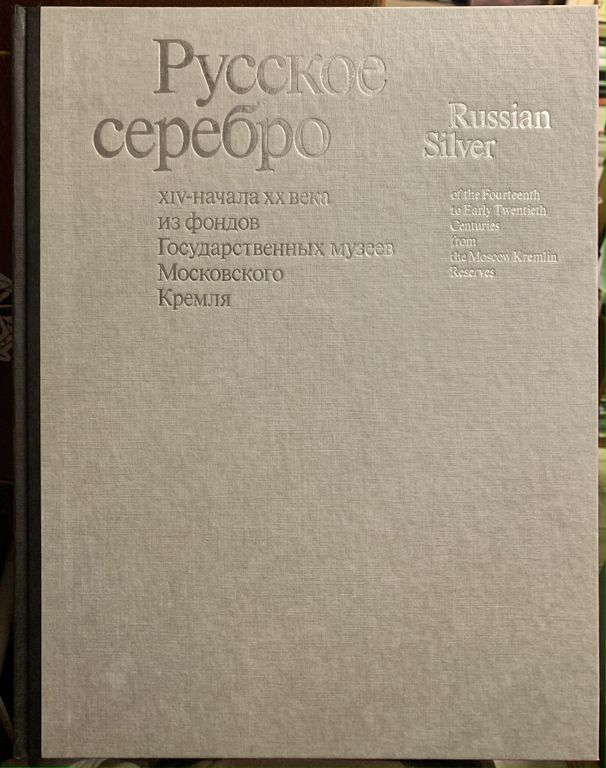 Русское
серебро
XIV-начала XX века
из фондов
Государственных музеев
Московского
Кремля
Russian
Silver
of the Fourteenth
to Early Twentieth
Centuries
from
the Moscow Kremlin
Reserves